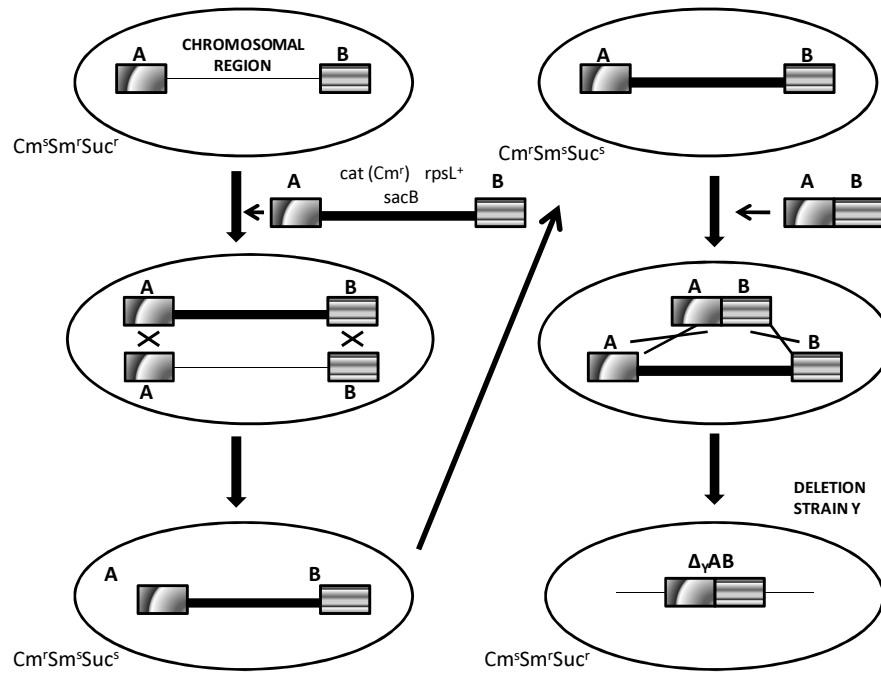 A
CHROMOSOMAL
REGION
B
CmˢSmʳSucʳ
A
cat (Cmʳ) rpsL⁺
sacB
B
A
B
A
B
A
B
CmʳSmˢSucˢ
A
B
CmʳSmˢSucˢ
A
B
A
B
A
B
DELETION
STRAIN Y
ΔᵧAB
CmˢSmʳSucʳ